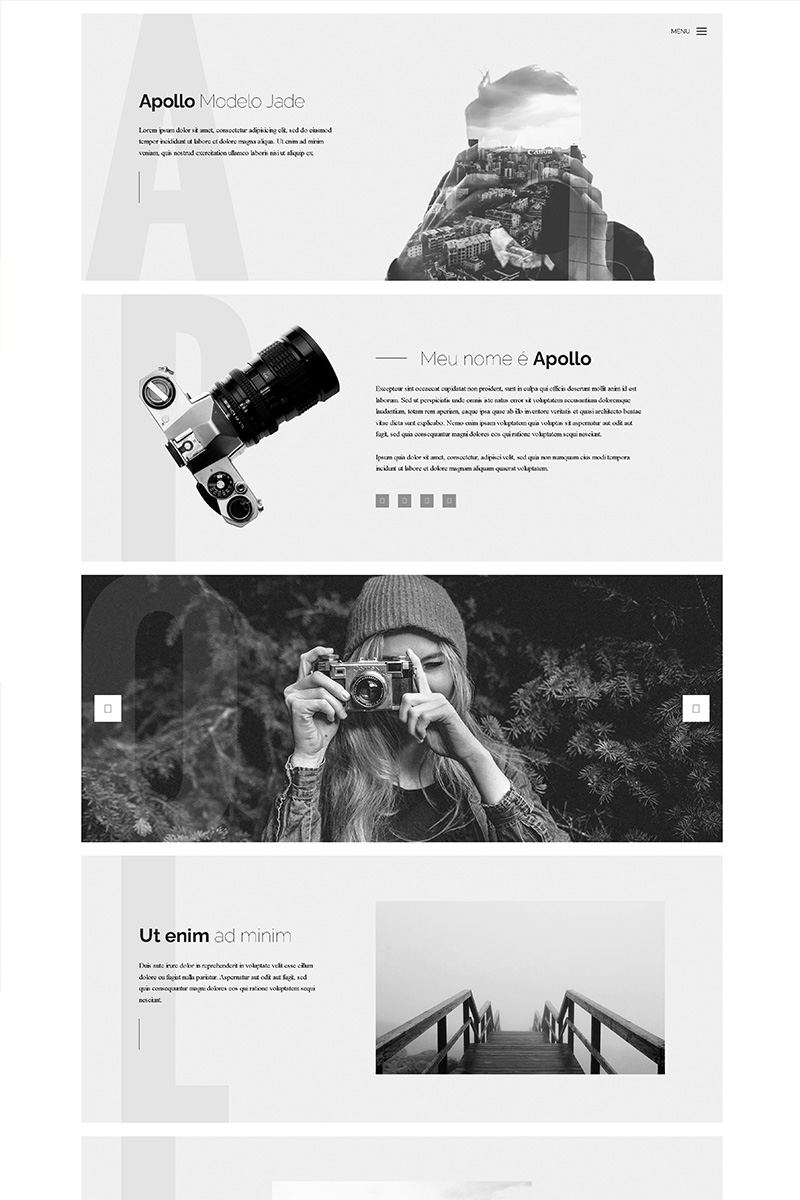 MENU
A
Apollo Modelo Jade
Lorem ipsum dolor sit amet, consectetur adipisicing elit, sed do eiusmod
tempor incididunt ut labore et dolore magna aliqua. Ut enim ad minim
veniam, quis nostrud exercitation ullamco laboris nisi ut aliquip ex.
Canon
P
Meu nome é Apollo
Excepteur sint occaecat cupidatat non proident, sunt in culpa qui officis deserunt mollit anim id est
laborum. Sed ut perspiciatis unde omnis iste natus error sit voluptatem accusantium doloremque
laudantium, totam rem aperiam, eaque ipsa quae ab illo inventore veritatis et quasi architecto beatae
vitae dicta sunt explicabo. Nemo enim ipsam voluptatem quia voluptas sit aspernatur aut odit aut
fugit, sed quia consequuntur magni dolores eos qui ratione voluptatem sequi nesciunt.
Ipsum quia dolor sit amet, consectetur, adipisci velit, sed quia non numquam eius modi tempora
incidunt ut labore et dolore magnam aliquam quaerat voluptatem.
O
L
Ut enim ad minim
Duis aute irure dolor in reprehenderit in voluptate velit esse cillum
dolore eu fugiat nulla pariatur. Aspernatur aut odit aut fugit, sed
quia consequuntur magni dolores eos qui ratione voluptatem sequi
nesciunt.
L